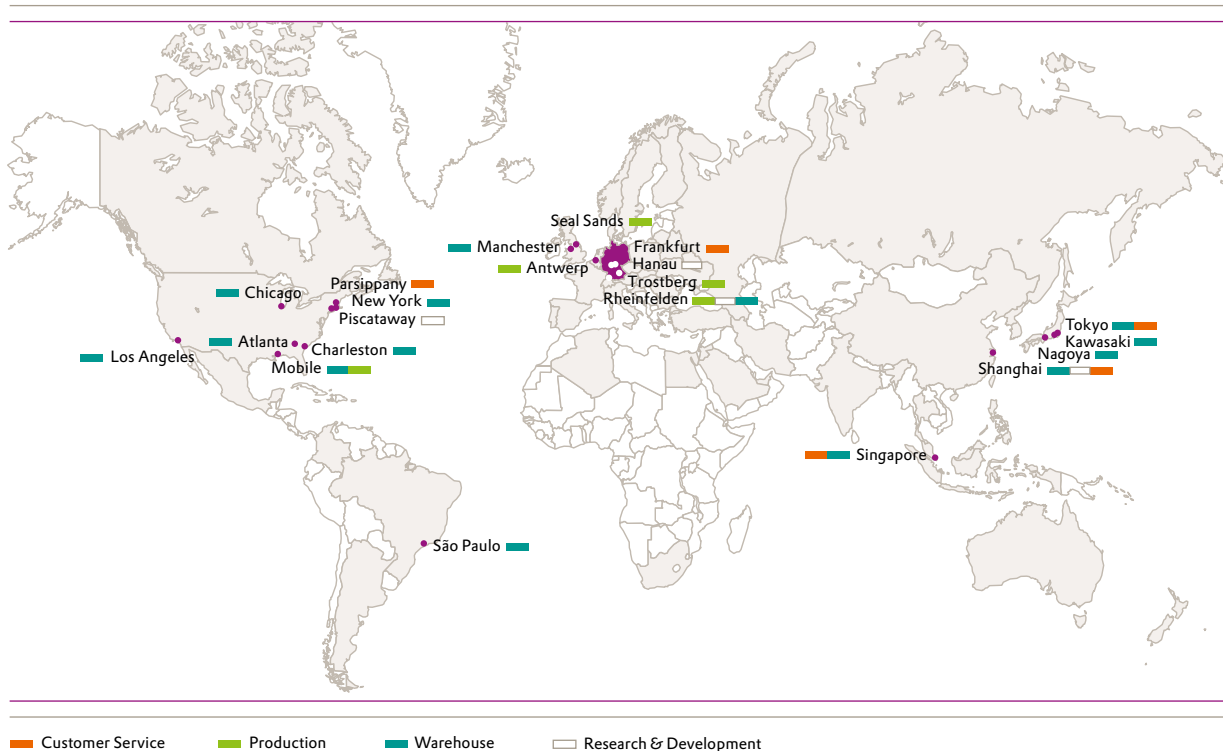 Seal Sands
Manchester
Frankfurt
Hanau
Antwerp
Trostberg
Rheinfelden
Parsippany
Chicago
New York
Piscataway
Atlanta
Charleston
Los Angeles
Mobile
Tokyo
Kawasaki
Nagoya
Shanghai
Singapore
São Paulo
Customer Service
Production
Warehouse
Research & Development